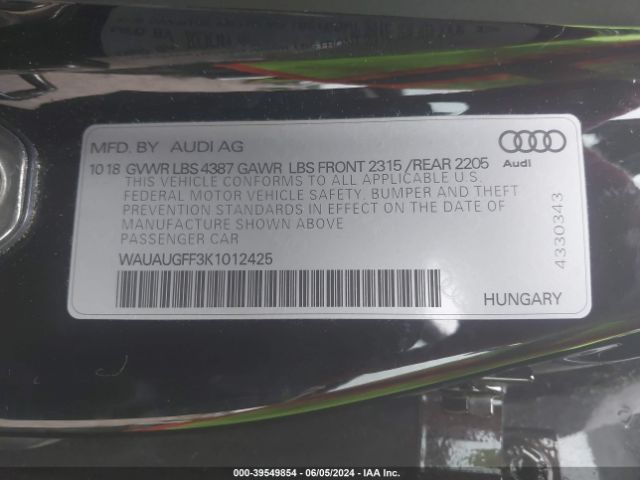 MFD. BY AUDI AG
10 18 GVWR LBS 4387 GAWR LBS FRONT 2315 /REAR 2205
Audi
THIS VEHICLE CONFORMS TO ALL APPLICABLE U.S.
FEDERAL MOTOR VEHICLE SAFETY, BUMPER AND THEFT
PREVENTION STANDARDS IN EFFECT ON THE DATE OF
MANUFACTURE SHOWN ABOVE
PASSENGER CAR
WAUAUGFF3K1012425
4330343
HUNGARY
000-39549854 / 06/05/2024 - IAA Inc.